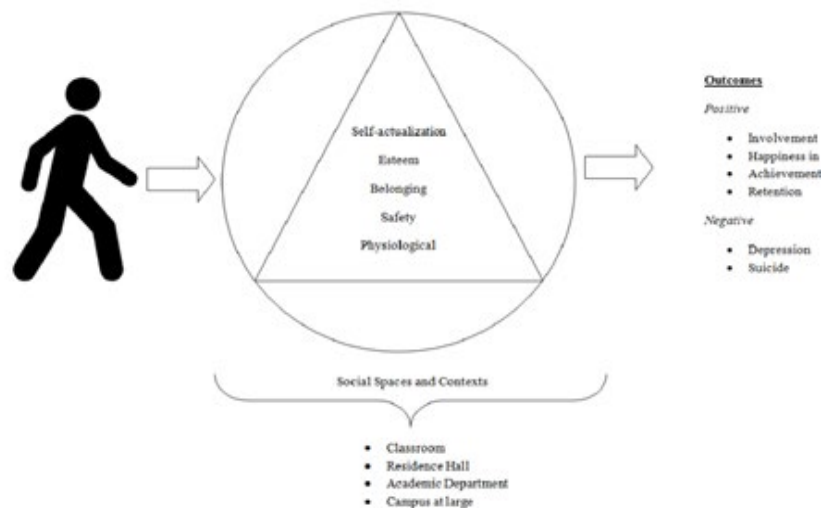 Self-actualization
Esteem
Belonging
Safety
Physiological
Social Spaces and Contexts
• Classroom
• Residence Hall
• Academic Department
• Campus at large
Outcomes
Positive
• Involvement
• Happiness in
• Achievement
• Retention
Negative
• Depression
• Suicide